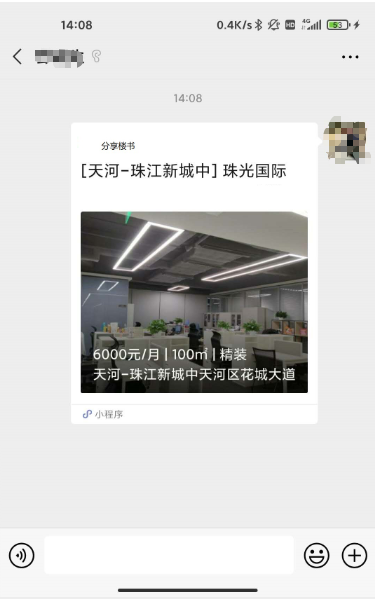 14:08
0.4K/s HD 4G 53
14:08
分享楼书
[天河-珠江新城中] 珠光国际
6000元/月 | 100㎡ | 精装
天河-珠江新城中天河区花城大道
小程序